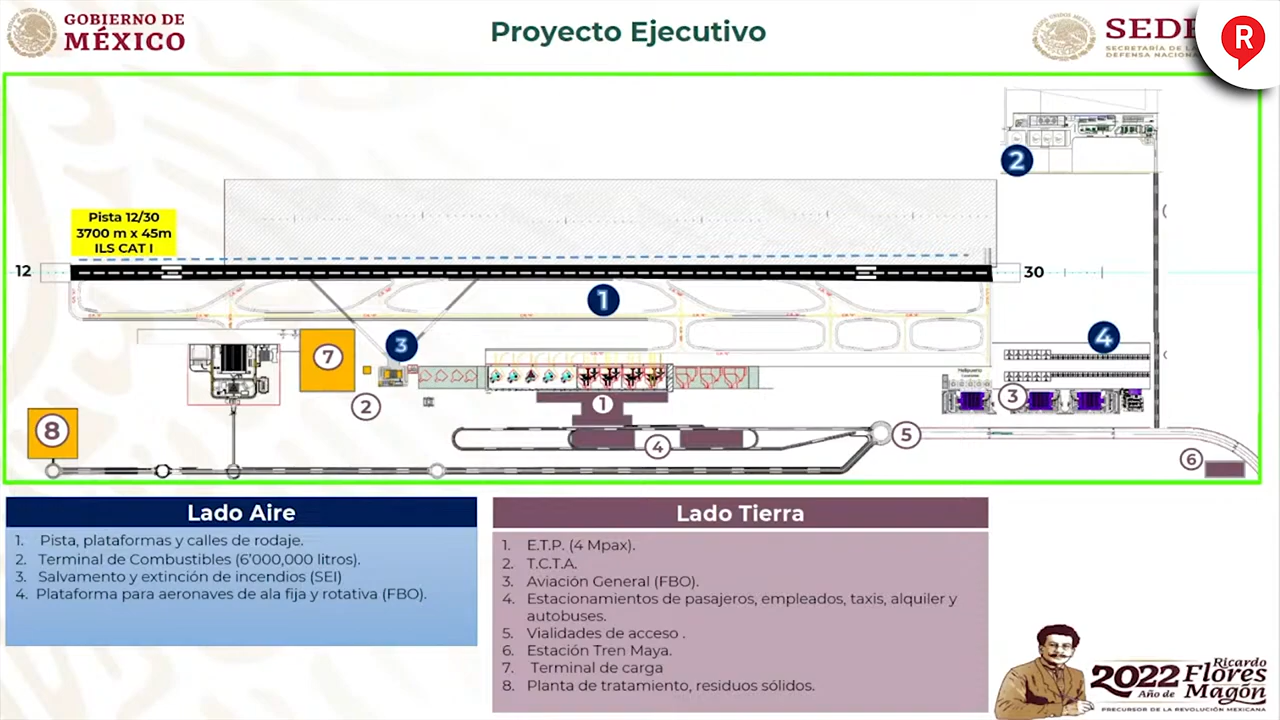 GOBIERNO DE
MÉXICO
Proyecto Ejecutivo
SECRETARÍA DE LA
DEFENSA NACIONAL
R
2
Pista 12/30
3700 m x 45m
ILS CAT I
12
30
1
3
4
7
2
1
Helipuerto
3
8
4
5
6
Lado Aire
1. Pista, plataformas y calles de rodaje.
2. Terminal de Combustibles (6’000,000 litros).
3. Salvamento y extinción de incendios (SEI)
4. Plataforma para aeronaves de ala fija y rotativa (FBO).
Lado Tierra
1. E.T.P. (4 Mpax).
2. T.C.T.A.
3. Aviación General (FBO).
4. Estacionamientos de pasajeros, empleados, taxis, alquiler y
autobuses.
5. Vialidades de acceso .
6. Estación Tren Maya.
7. Terminal de carga
8. Planta de tratamiento, residuos sólidos.
2022 Ricardo
Año de Flores
Magón
PRECURSOR DE LA REVOLUCIÓN MEXICANA